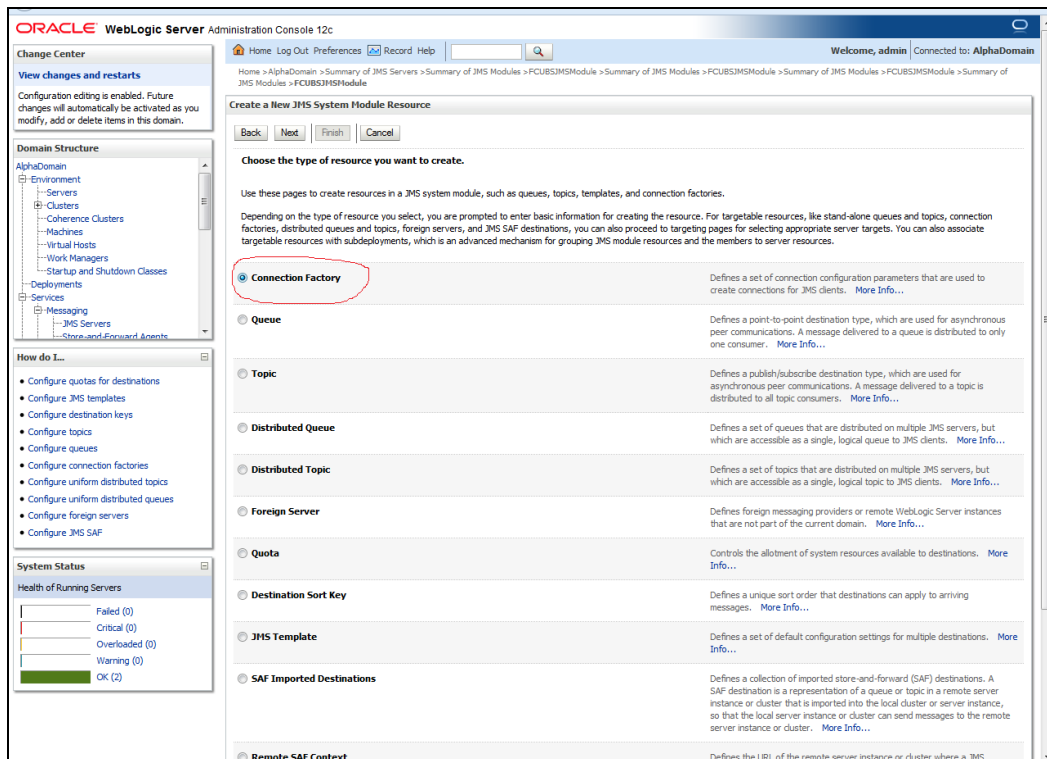 ORACLE WebLogic Server Administration Console 12c
Change Center
View changes and restarts
Configuration editing is enabled. Future
changes will automatically be activated as you
modify, add or delete items in this domain.
Domain Structure
AlphaDomain
Environment
Servers
Clusters
Coherence Clusters
Machines
Virtual Hosts
Work Managers
Startup and Shutdown Classes
Deployments
Services
Messaging
JMS Servers
Store-and-Forward Agents
How do I...
Configure quotas for destinations
Configure JMS templates
Configure destination keys
Configure topics
Configure queues
Configure connection factories
Configure uniform distributed topics
Configure uniform distributed queues
Configure foreign servers
Configure JMS SAF
System Status
Health of Running Servers
Failed (0)
Critical (0)
Overloaded (0)
Warning (0)
OK (2)
Home Log Out Preferences Record Help
Welcome, admin Connected to: AlphaDomain
Home >AlphaDomain >Summary of JMS Servers >Summary of JMS Modules >FCUBSJMSModule >Summary of JMS Modules >FCUBSJMSModule >Summary of JMS Modules >FCUBSJMSModule >Summary of
JMS Modules >FCUBSJMSModule
Create a New JMS System Module Resource
Back Next Finish Cancel
Choose the type of resource you want to create.
Use these pages to create resources in a JMS system module, such as queues, topics, templates, and connection factories.
Depending on the type of resource you select, you are prompted to enter basic information for creating the resource. For targetable resources, like stand-alone queues and topics, connection
factories, distributed queues and topics, foreign servers, and JMS SAF destinations, you can also proceed to targeting pages for selecting appropriate server targets. You can also associate
targetable resources with subdeployments, which is an advanced mechanism for grouping JMS module resources and the members to server resources.
Connection Factory
Defines a set of connection configuration parameters that are used to
create connections for JMS clients. More Info...
Queue
Defines a point-to-point destination type, which are used for asynchronous
peer communications. A message delivered to a queue is distributed to only
one consumer. More Info...
Topic
Defines a publish/subscribe destination type, which are used for
asynchronous peer communications. A message delivered to a topic is
distributed to all topic consumers. More Info...
Distributed Queue
Defines a set of queues that are distributed on multiple JMS servers, but
which are accessible as a single, logical queue to JMS clients. More Info...
Distributed Topic
Defines a set of topics that are distributed on multiple JMS servers, but
which are accessible as a single, logical topic to JMS clients. More Info...
Foreign Server
Defines foreign messaging providers or remote WebLogic Server instances
that are not part of the current domain. More Info...
Quota
Controls the allotment of system resources available to destinations. More
Info...
Destination Sort Key
Defines a unique sort order that destinations can apply to arriving
messages. More Info...
JMS Template
Defines a set of default configuration settings for multiple destinations. More
Info...
SAF Imported Destinations
Defines a collection of imported store-and-forward (SAF) destinations. A
SAF destination is a representation of a queue or topic in a remote server
instance or cluster that is imported into the local cluster or server instance,
so that the local server instance or cluster can send messages to the remote
server instance or cluster. More Info...
Remote SAF Context
Defines the URL of the remote server instance or cluster where a JMS